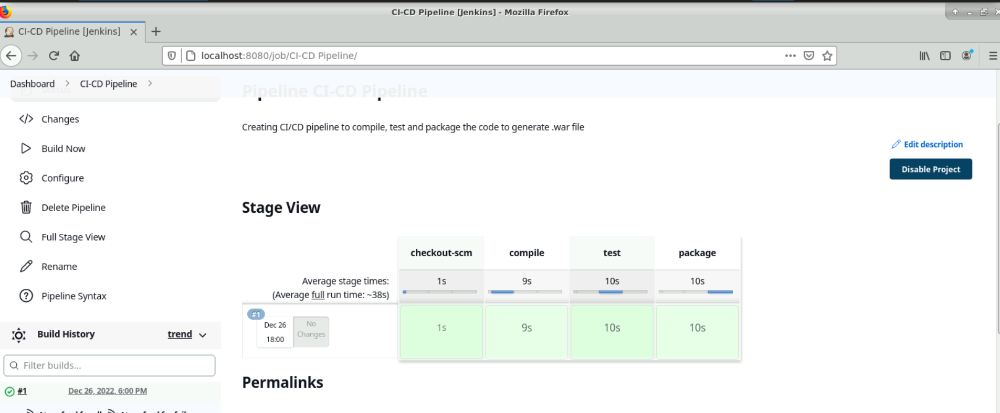 CI-CD Pipeline [Jenkins] - Mozilla Firefox
CI-CD Pipeline [Jenkins]
localhost:8080/job/CI-CD Pipeline/
Dashboard
CI-CD Pipeline
Status
Pipeline CI-CD Pipeline
Changes
Creating CI/CD pipeline to compile, test and package the code to generate .war file
Build Now
Edit description
Configure
Disable Project
Delete Pipeline
Stage View
Full Stage View
checkout-scm compile test package
Rename
Average stage times: 1s 9s 10s 10s
(Average full run time: ~38s)
Pipeline Syntax
#1
Dec 26
18:00
No
Changes
1s 9s 10s 10s
Build History trend
Filter builds...
Permalinks
#1 Dec 26, 2022, 6:00 PM